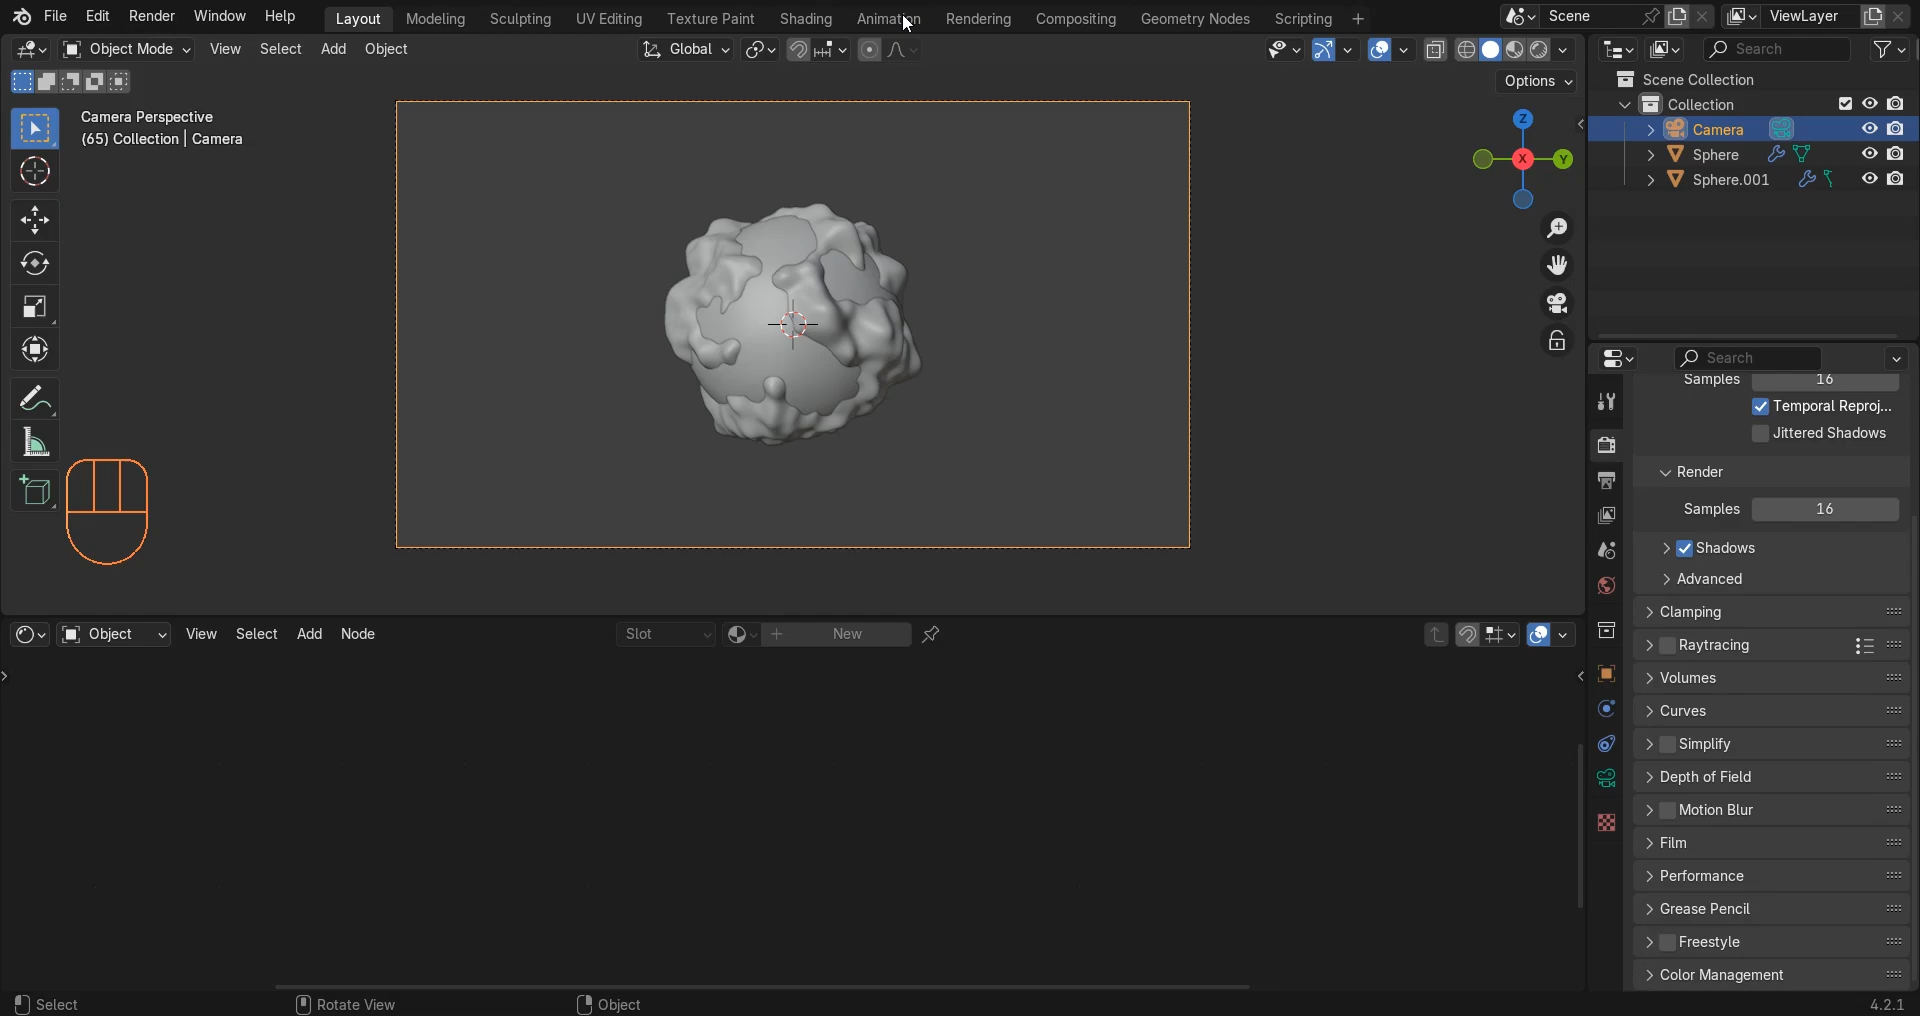 File Edit Render Window Help Layout Modeling Sculpting UV Editing Texture Paint Shading Animation Rendering Compositing Geometry Nodes Scripting + Scene ViewLayer
Object Mode View Select Add Object Global Search
Options
Camera Perspective
(65) Collection | Camera
Z
X
Y
Scene Collection
Collection
Camera
Sphere
Sphere.001
Search
Samples 16
Temporal Reproj...
Jittered Shadows
Render
Samples 16
Shadows
Advanced
Clamping
Raytracing
Volumes
Curves
Simplify
Depth of Field
Motion Blur
Film
Performance
Grease Pencil
Freestyle
Color Management
Object View Select Add Node Slot New
Select Rotate View Object 4.2.1